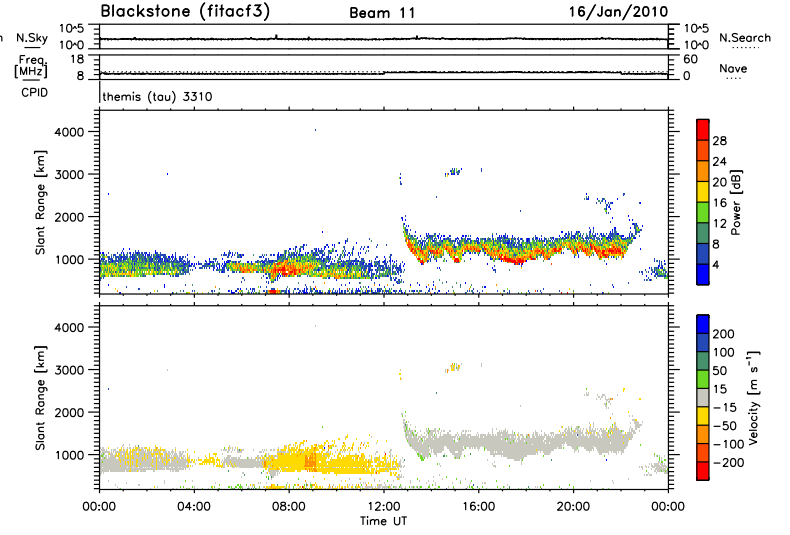 Blackstone (fitacf3) Beam 11 16/Jan/2010
n N.Sky 10^5 10^5 N.Search
10^0 10^0
Freq. 18 60
[MHz] 8 0 Nave
CPID themis (tau) 3310
Slant Range [km]
4000
3000
2000
1000
28
24
20
16
12
8
4
Power [dB]
Slant Range [km]
4000
3000
2000
1000
200
100
50
15
-15
-50
-100
-200
Velocity [m s⁻¹]
00:00 04:00 08:00 12:00 16:00 20:00 00:00
Time UT